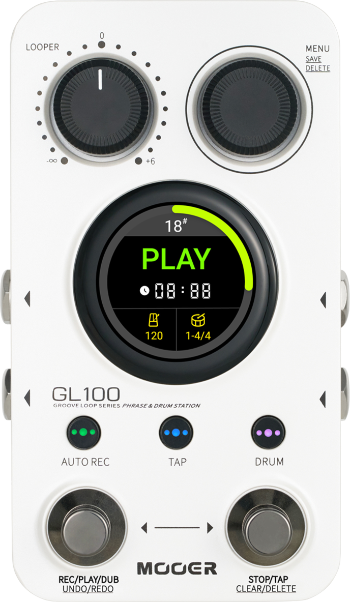 0
LOOPER
MENU
SAVE
DELETE
-∞
+6
18#
PLAY
08:88
120
1-4/4
GL100
GROOVE LOOP SERIES PHRASE & DRUM STATION
AUTO REC
TAP
DRUM
MOOER
REC/PLAY/DUB
UNDO/REDO
STOP/TAP
CLEAR/DELETE